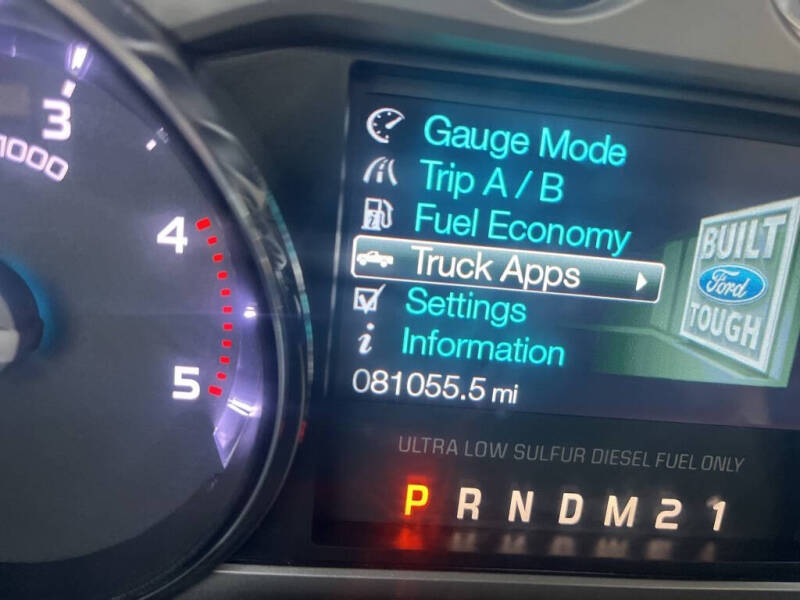 3
1000
4
5
Gauge Mode
Trip A / B
Fuel Economy
Truck Apps
Settings
Information
081055.5 mi
BUILT
Ford
TOUGH
ULTRA LOW SULFUR DIESEL FUEL ONLY
P R N D M 2 1